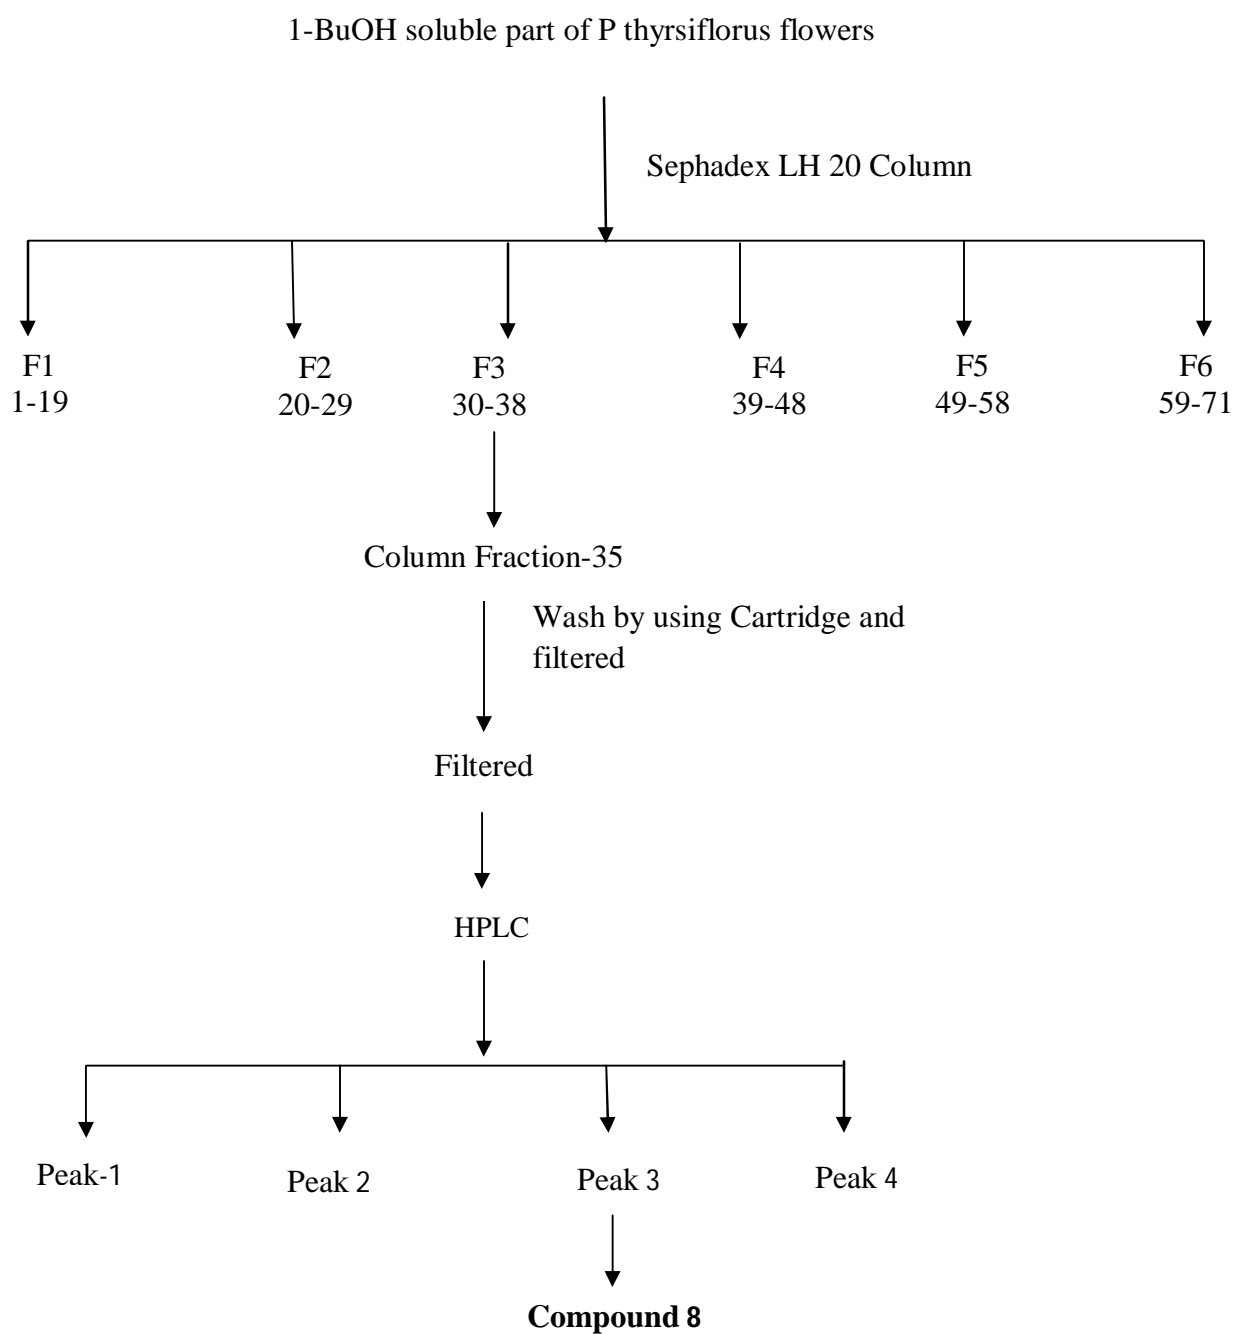 1-BuOH soluble part of P thyrsiflorus flowers
Sephadex LH 20 Column
F1
1-19
F2
20-29
F3
30-38
F4
39-48
F5
49-58
F6
59-71
Column Fraction-35
Wash by using Cartridge and
filtered
Filtered
HPLC
Peak-1
Peak 2
Peak 3
Peak 4
Compound 8